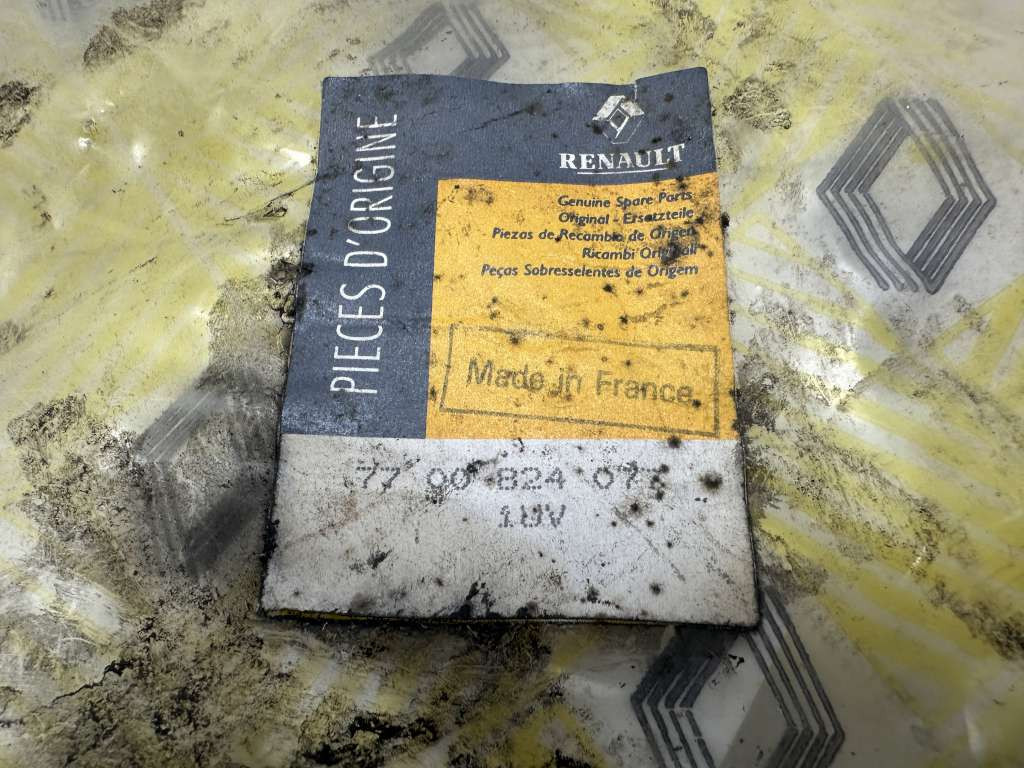 PIECES D'ORIGINE
RENAULT
Genuine Spare Parts
Original - Ersatzteile
Piezas de Recambio de Origen
Ricambi Originali
Peças Sobresselentes de Origem
Made in France
77 00 824 073